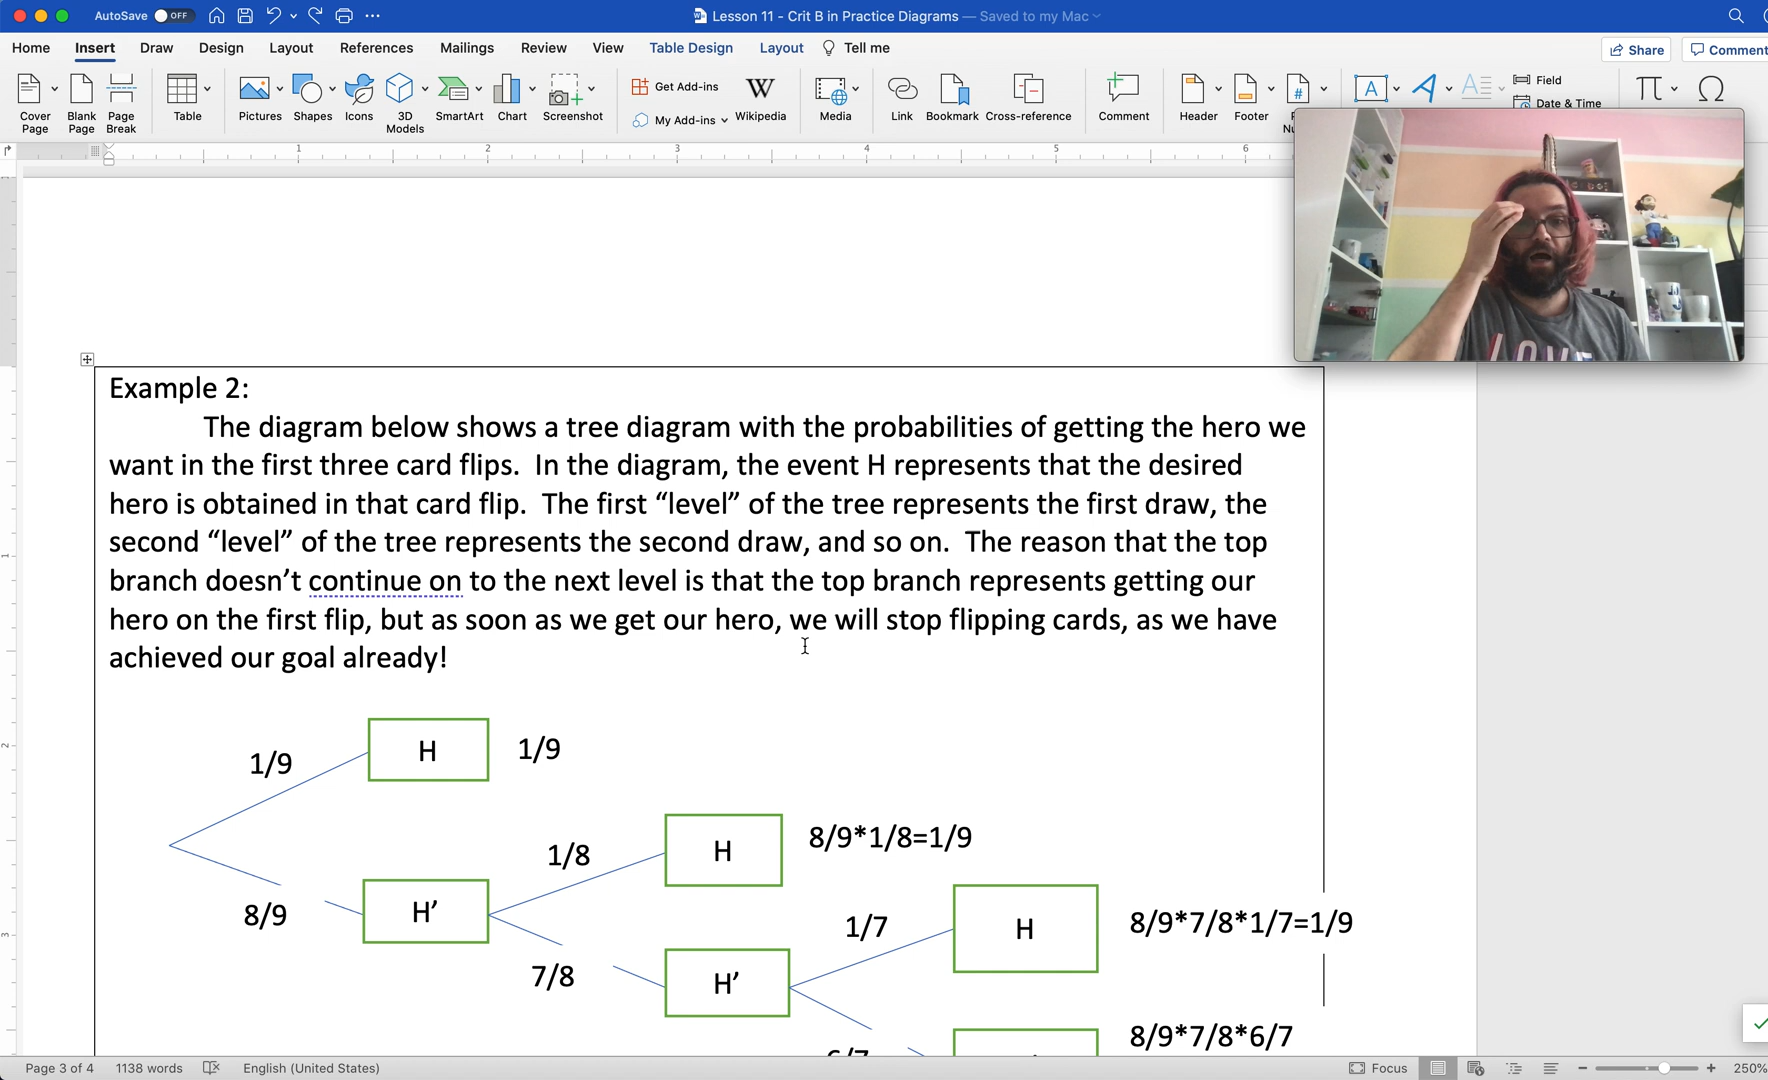 AutoSave OFF
Lesson 11 - Crit B in Practice Diagrams — Saved to my Mac
Home Insert Draw Design Layout References Mailings Review View Table Design Layout Tell me
Share Comment
Cover Page
Blank Page
Page Break
Table
Pictures
Shapes
Icons
3D Models
SmartArt
Chart
Screenshot
Get Add-ins
My Add-ins
W
Wikipedia
Media
Link
Bookmark
Cross-reference
Comment
Header
Footer
Field
Date & Time
1 2 3 4 5 6
LOVE
Example 2:
The diagram below shows a tree diagram with the probabilities of getting the hero we
want in the first three card flips. In the diagram, the event H represents that the desired
hero is obtained in that card flip. The first “level” of the tree represents the first draw, the
second “level” of the tree represents the second draw, and so on. The reason that the top
branch doesn’t continue on to the next level is that the top branch represents getting our
hero on the first flip, but as soon as we get our hero, we will stop flipping cards, as we have
achieved our goal already!
1/9 H 1/9
1/8 H 8/9*1/8=1/9
8/9 H’
1/7 H 8/9*7/8*1/7=1/9
7/8 H’
8/9*7/8*6/7
6/7
Page 3 of 4 1138 words English (United States) Focus 250%